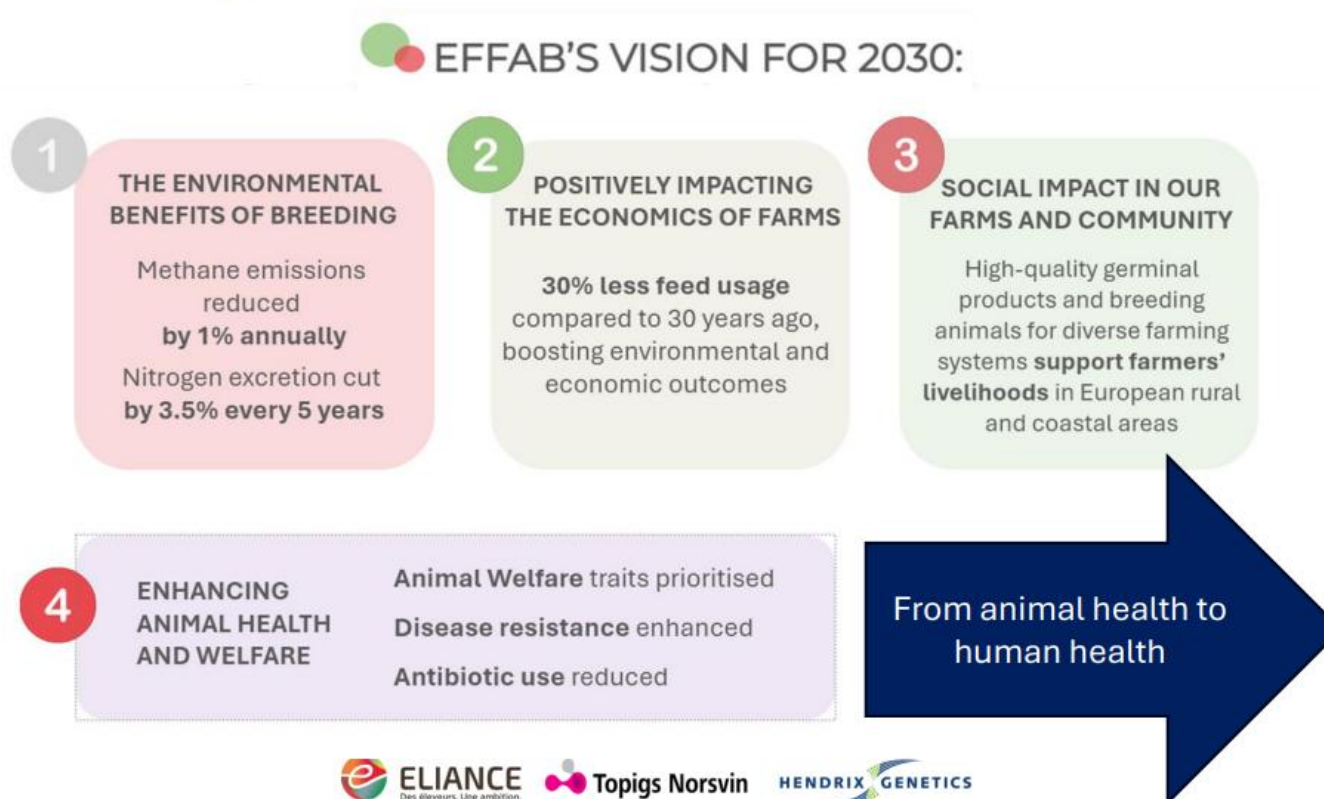 EFFAB'S VISION FOR 2030:
1
THE ENVIRONMENTAL
BENEFITS OF BREEDING
Methane emissions
reduced
by 1% annually
Nitrogen excretion cut
by 3.5% every 5 years
2
POSITIVELY IMPACTING
THE ECONOMICS OF FARMS
30% less feed usage
compared to 30 years ago,
boosting environmental and
economic outcomes
3
SOCIAL IMPACT IN OUR
FARMS AND COMMUNITY
High-quality germinal
products and breeding
animals for diverse farming
systems support farmers'
livelihoods in European rural
and coastal areas
4
ENHANCING
ANIMAL HEALTH
AND WELFARE
Animal Welfare traits prioritised
Disease resistance enhanced
Antibiotic use reduced
From animal health to
human health
ELIANCE
Des éleveurs. Une ambition.
Topigs Norsvin
HENDRIX GENETICS